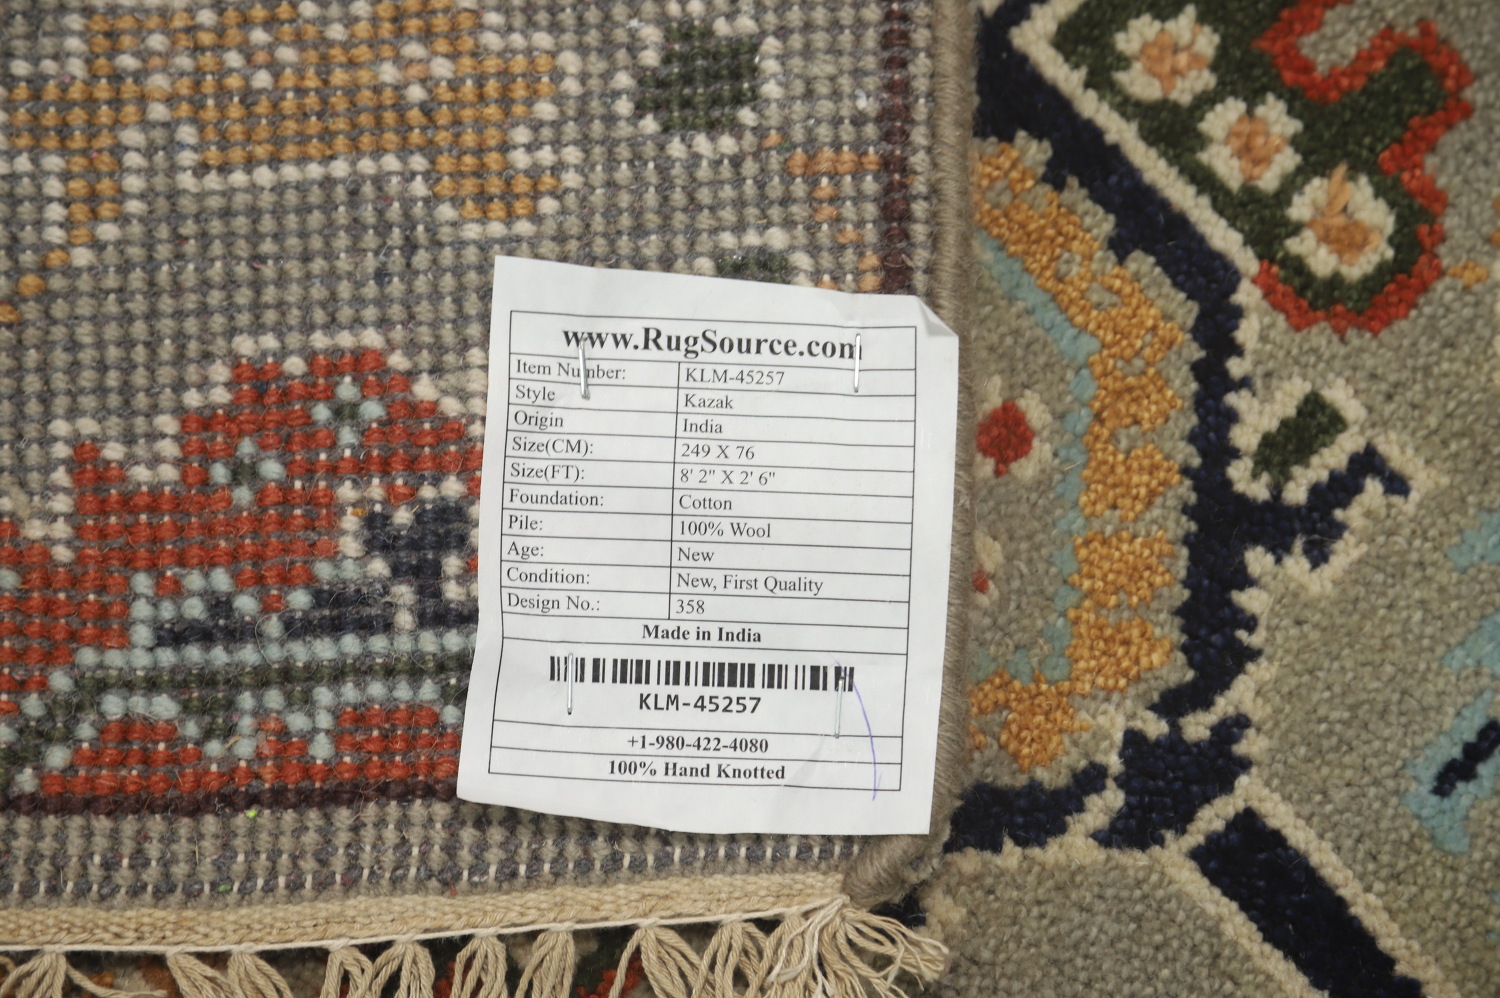 www.RugSource.com
Item Number: KLM-45257
Style Kazak
Origin India
Size(CM): 249 X 76
Size(FT): 8' 2" X 2' 6"
Foundation: Cotton
Pile: 100% Wool
Age: New
Condition: New, First Quality
Design No.: 358
Made in India
KLM-45257
+1-980-422-4080
100% Hand Knotted